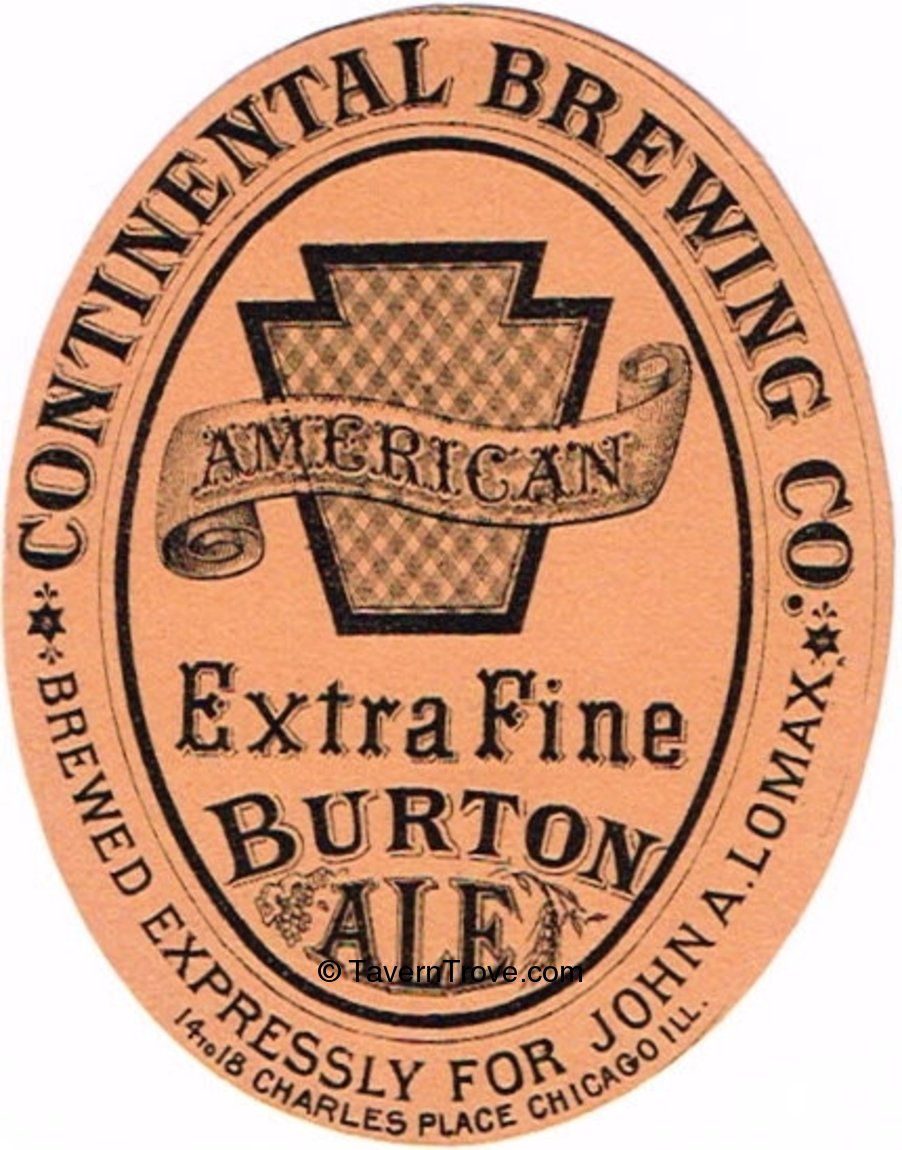 CONTINENTAL BREWING CO.
AMERICAN
Extra Fine
BURTON
ALE
© TavernTrove.com
BREWED EXPRESSLY FOR JOHN A. LOMAX,
14 TO 18 CHARLES PLACE CHICAGO ILL.